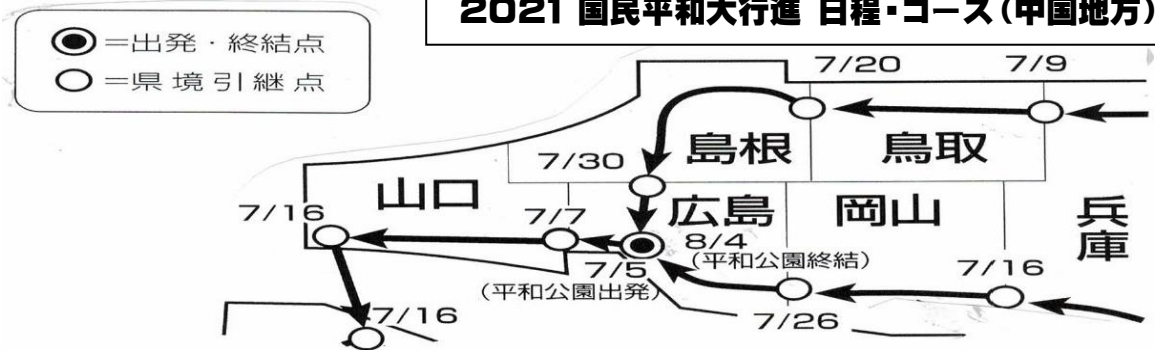 2021 国民平和大行進 日程・コース(中国地方)
=出発・終結点
=県境引継点
7/20
7/9
島根
鳥取
7/30
山口
広島
岡山
兵庫
7/16
7/7
8/4
(平和公園終結)
7/5
(平和公園出発)
7/16
7/26
7/16